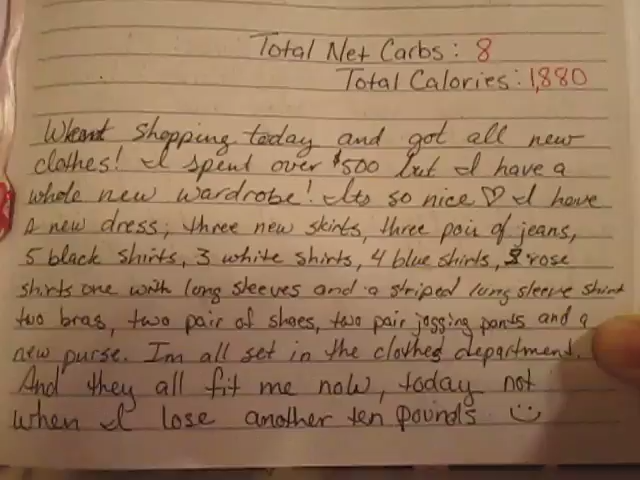 Total Net Carbs: 8
Total Calories: 1,880
Went shopping today and got all new
clothes! I spent over $500 but I have a
whole new wardrobe! Its so nice ♡ I have
a new dress, three new skirts, three pair of jeans,
5 black shirts, 3 white shirts, 4 blue shirts, 2 rose
shirts one with long sleeves and a striped long sleeve shirt
two bras, two pair of shoes, two pair jogging pants and a
new purse. Im all set in the clothes department.
And they all fit me now, today not
when I lose another ten pounds ☺